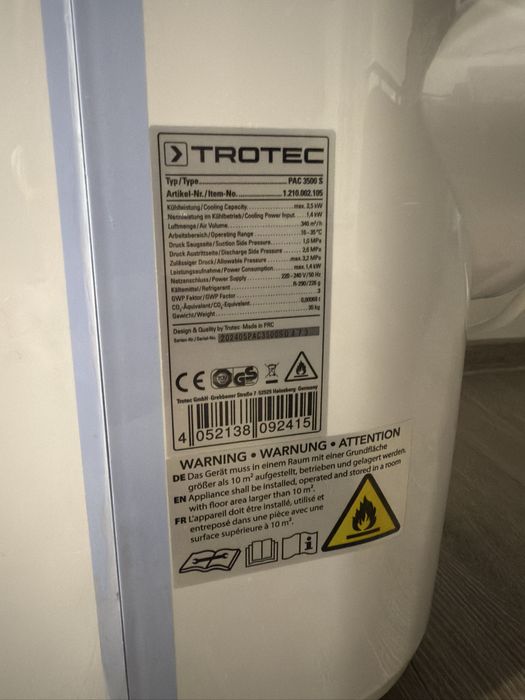 TROTEC
Typ/Type PAC 3500 S
Artikel-Nr./Item-No. 1.210.002.105
Kühlleistung/Cooling Capacity max. 3,5 kW
Nennleistung im Kühlbetrieb/Cooling Power Input 1,4 kW
Luftmenge/Air Volume 340 m³/h
Arbeitsbereich/Operating Range 16 - 35°C
Druck Saugseite/Suction Side Pressure 1,0 MPa
Druck Austrittseite/Discharge Side Pressure 2,6 MPa
Zulässiger Druck/Allowable Pressure max. 3,2 MPa
Leistungsaufnahme/Power Consumption max. 1,4 kW
Netzanschluss/Power Supply 220 - 240 V/50 Hz
Kältemittel/Refrigerant R-290/226 g
GWP Faktor/GWP Factor 3
CO₂-Äquivalent/CO₂-Equivalent 0,00068 t
Gewicht/Weight 30 kg
Design & Quality by Trotec -Made in PRC
Serien-Nr./Serial-No.
CE GS
Trotec GmbH · Grebbener Straße 7 · 52525 Heinsberg · Germany
4 052138 092415
WARNING • WARNUNG • ATTENTION
DE Das Gerät muss in einem Raum mit einer Grundfläche
größer als 10 m² aufgestellt, betrieben und gelagert werden.
EN Appliance shall be installed, operated and stored in a room
with floor area larger than 10 m².
FR L'appareil doit être installé, utilisé et
entreposé dans une pièce avec une
surface supérieure à 10 m².